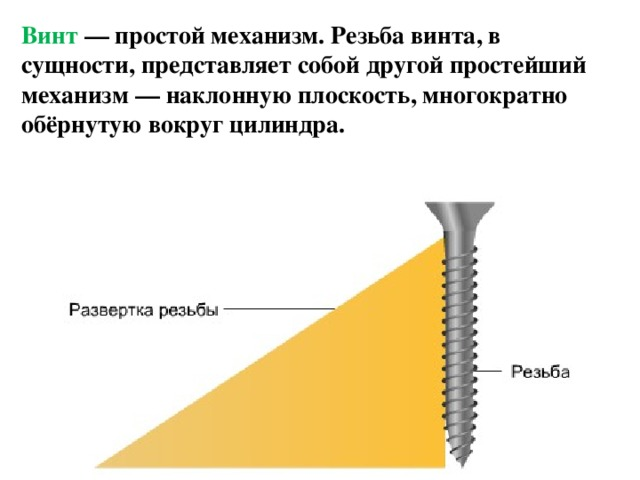 Винт — простой механизм. Резьба винта, в
сущности, представляет собой другой простейший
механизм — наклонную плоскость, многократно
обёрнутую вокруг цилиндра.
Развертка резьбы
Резьба